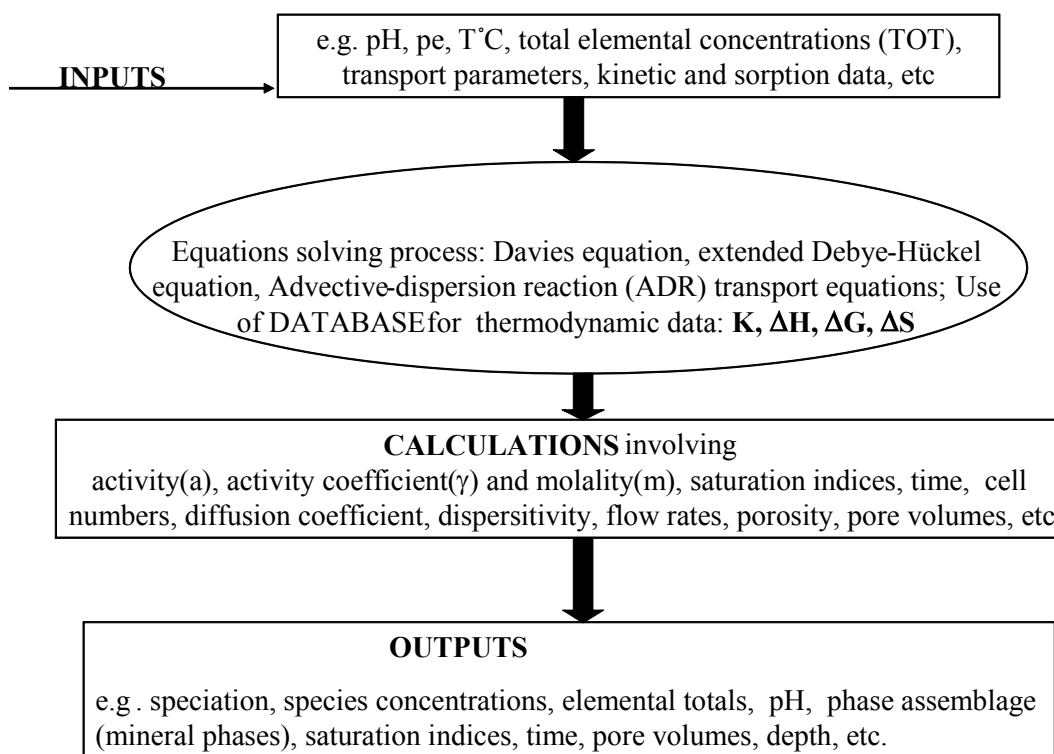 e.g. pH, pe, T˚C, total elemental concentrations (TOT),
transport parameters, kinetic and sorption data, etc
INPUTS
Equations solving process: Davies equation, extended Debye-Hückel
equation, Advective-dispersion reaction (ADR) transport equations; Use
of DATABASE for thermodynamic data: K, ΔH, ΔG, ΔS
CALCULATIONS involving
activity(a), activity coefficient(γ) and molality(m), saturation indices, time, cell
numbers, diffusion coefficient, dispersitivity, flow rates, porosity, pore volumes, etc
OUTPUTS
e.g. speciation, species concentrations, elemental totals, pH, phase assemblage
(mineral phases), saturation indices, time, pore volumes, depth, etc.